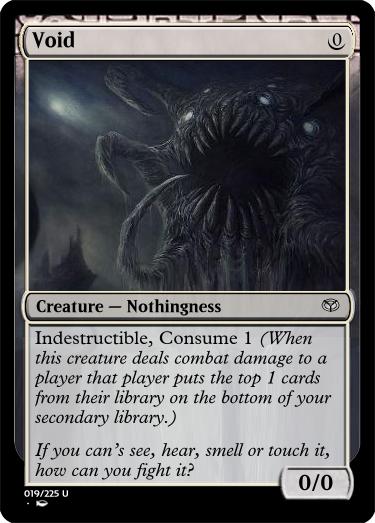 Void 0
Creature — Nothingness
Indestructible, Consume 1 (When
this creature deals combat damage to a
player that player puts the top 1 cards
from their library on the bottom of your
secondary library.)
If you can's see, hear, smell or touch it,
how can you fight it?
0/0
019/225 U